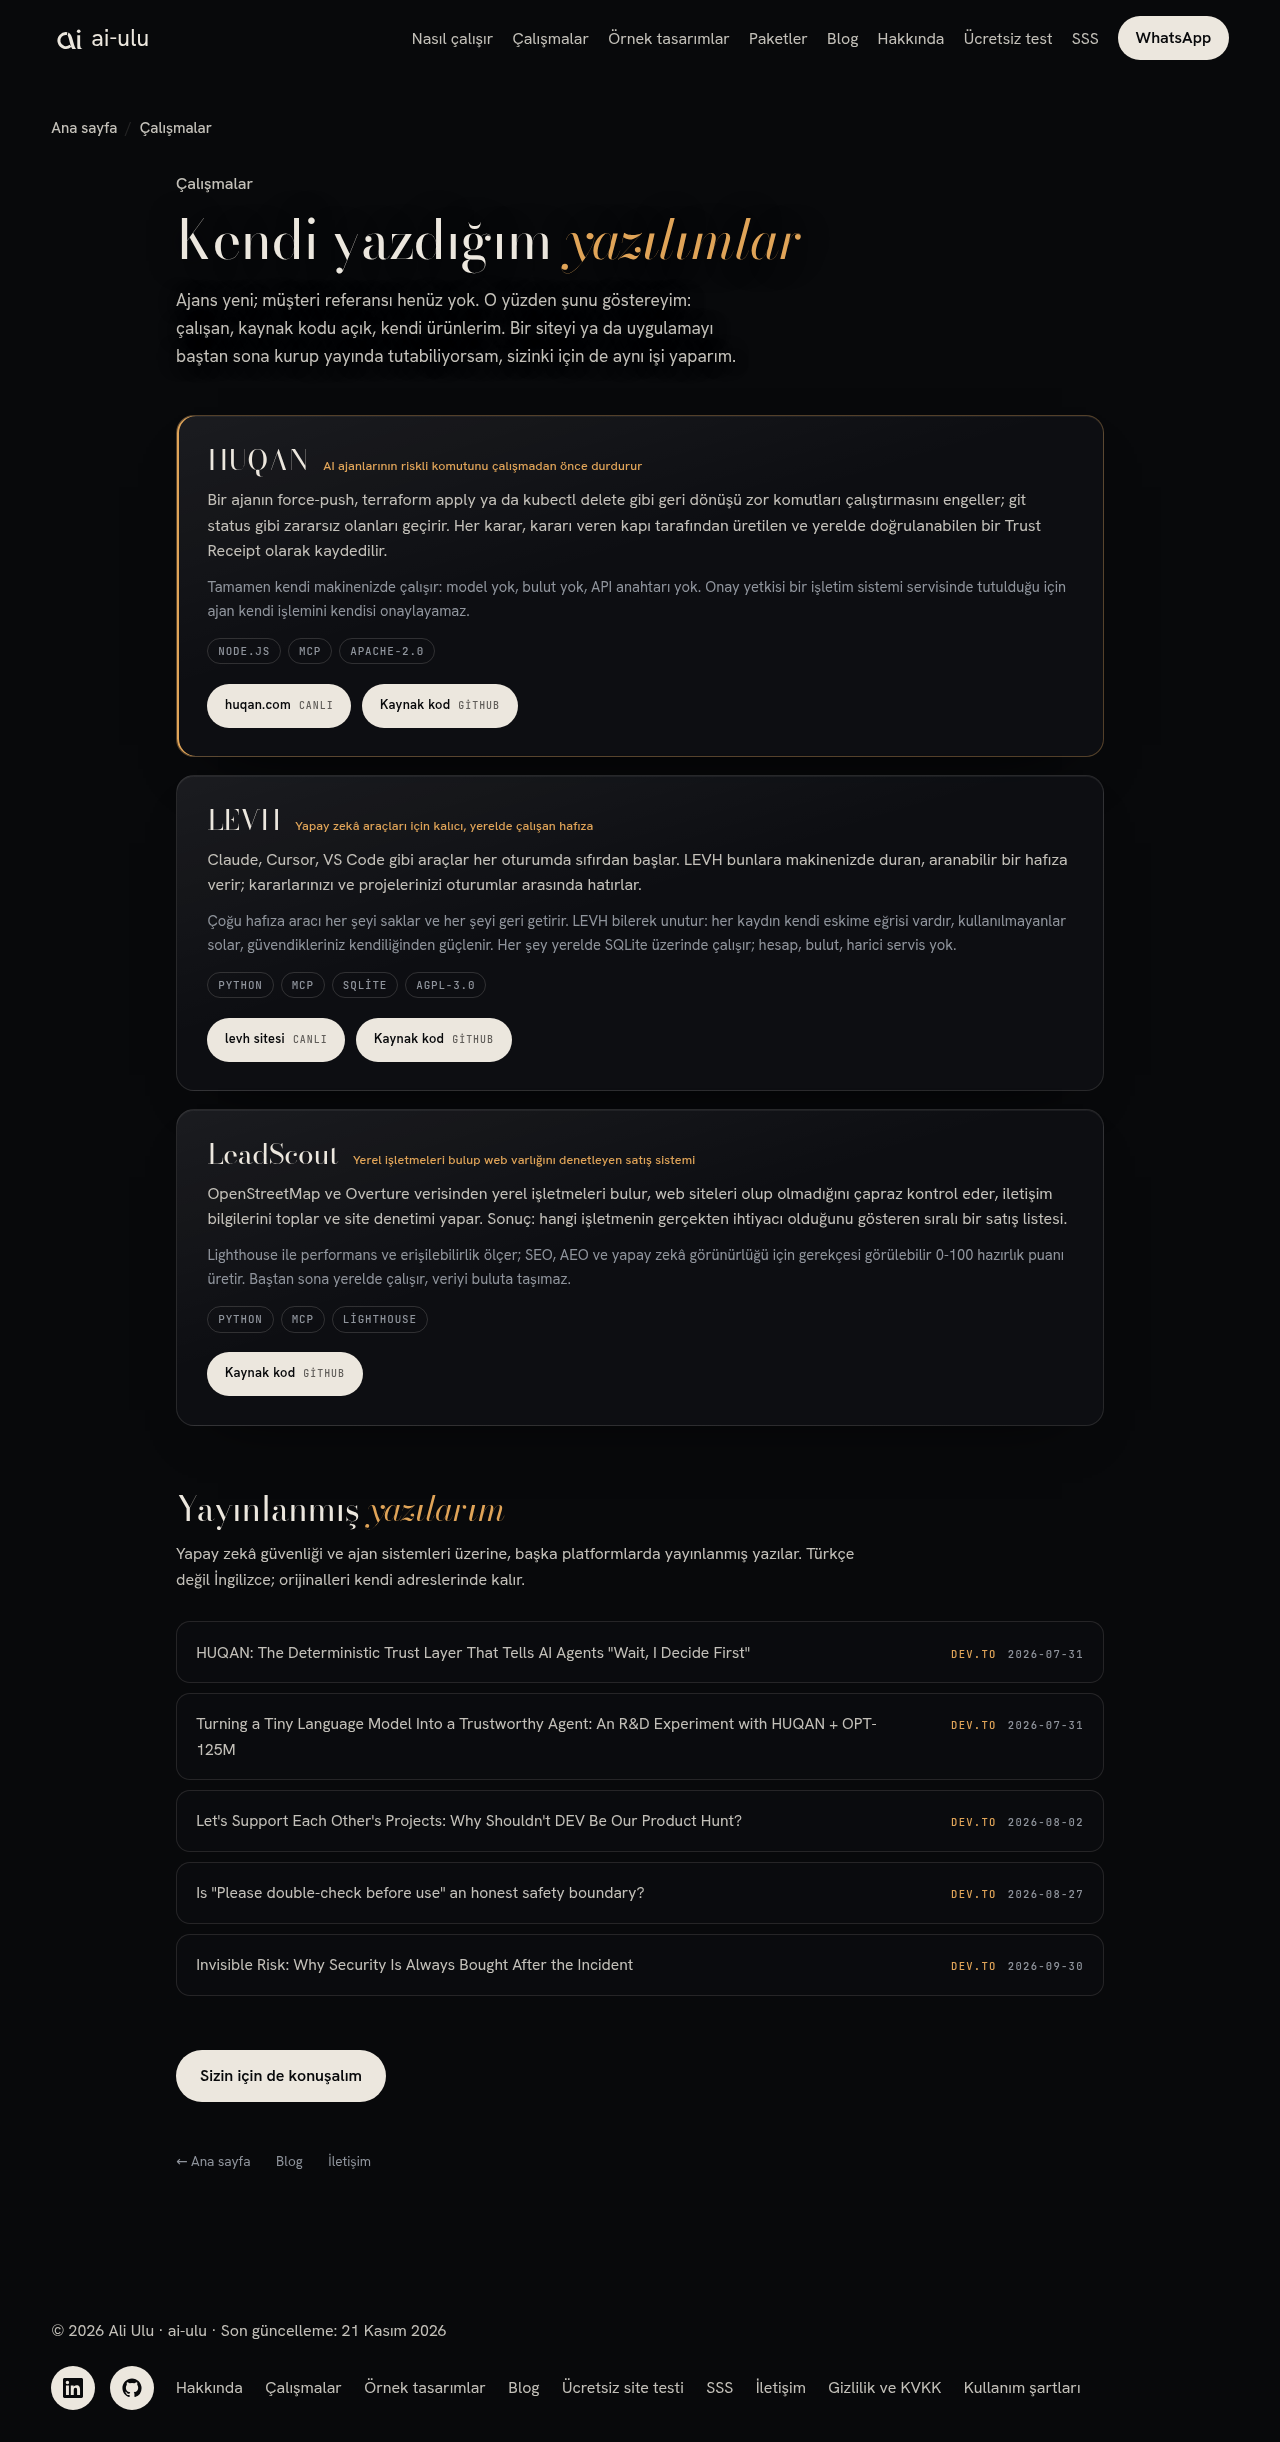 ai ai-ulu
Nasıl çalışır Çalışmalar Örnek tasarımlar Paketler Blog Hakkında Ücretsiz test SSS WhatsApp
Ana sayfa / Çalışmalar
Çalışmalar
Kendi yazdığım yazılımlar
Ajans yeni; müşteri referansı henüz yok. O yüzden şunu göstereyim:
çalışan, kaynak kodu açık, kendi ürünlerim. Bir siteyi ya da uygulamayı
baştan sona kurup yayında tutabiliyorsam, sizinki için de aynı işi yaparım.
HUQAN AI ajanlarının riskli komutunu çalışmadan önce durdurur
Bir ajanın force-push, terraform apply ya da kubectl delete gibi geri dönüşü zor komutları çalıştırmasını engeller; git
status gibi zararsız olanları geçirir. Her karar, kararı veren kapı tarafından üretilen ve yerelde doğrulanabilen bir Trust
Receipt olarak kaydedilir.
Tamamen kendi makinenizde çalışır: model yok, bulut yok, API anahtarı yok. Onay yetkisi bir işletim sistemi servisinde tutulduğu için
ajan kendi işlemini kendisi onaylayamaz.
NODE.JS MCP APACHE-2.0
huqan.com CANLI Kaynak kod GİTHUB
LEVH Yapay zekâ araçları için kalıcı, yerelde çalışan hafıza
Claude, Cursor, VS Code gibi araçlar her oturumda sıfırdan başlar. LEVH bunlara makinenizde duran, aranabilir bir hafıza
verir; kararlarınızı ve projelerinizi oturumlar arasında hatırlar.
Çoğu hafıza aracı her şeyi saklar ve her şeyi geri getirir. LEVH bilerek unutur: her kaydın kendi eskime eğrisi vardır, kullanılmayanlar
solar, güvendikleriniz kendiliğinden güçlenir. Her şey yerelde SQLite üzerinde çalışır; hesap, bulut, harici servis yok.
PYTHON MCP SQLİTE AGPL-3.0
levh sitesi CANLI Kaynak kod GİTHUB
LeadScout Yerel işletmeleri bulup web varlığını denetleyen satış sistemi
OpenStreetMap ve Overture verisinden yerel işletmeleri bulur, web siteleri olup olmadığını çapraz kontrol eder, iletişim
bilgilerini toplar ve site denetimi yapar. Sonuç: hangi işletmenin gerçekten ihtiyacı olduğunu gösteren sıralı bir satış listesi.
Lighthouse ile performans ve erişilebilirlik ölçer; SEO, AEO ve yapay zekâ görünürlüğü için gerekçesi görülebilir 0-100 hazırlık puanı
üretir. Baştan sona yerelde çalışır, veriyi buluta taşımaz.
PYTHON MCP LİGHTHOUSE
Kaynak kod GİTHUB
Yayınlanmış yazılarım
Yapay zekâ güvenliği ve ajan sistemleri üzerine, başka platformlarda yayınlanmış yazılar. Türkçe
değil İngilizce; orijinalleri kendi adreslerinde kalır.
HUQAN: The Deterministic Trust Layer That Tells AI Agents "Wait, I Decide First" DEV.TO 2026-07-31
Turning a Tiny Language Model Into a Trustworthy Agent: An R&D Experiment with HUQAN + OPT- DEV.TO 2026-07-31
125M
Let's Support Each Other's Projects: Why Shouldn't DEV Be Our Product Hunt? DEV.TO 2026-08-02
Is "Please double-check before use" an honest safety boundary? DEV.TO 2026-08-27
Invisible Risk: Why Security Is Always Bought After the Incident DEV.TO 2026-09-30
Sizin için de konuşalım
← Ana sayfa Blog İletişim
© 2026 Ali Ulu · ai-ulu · Son güncelleme: 21 Kasım 2026
in Hakkında Çalışmalar Örnek tasarımlar Blog Ücretsiz site testi SSS İletişim Gizlilik ve KVKK Kullanım şartları